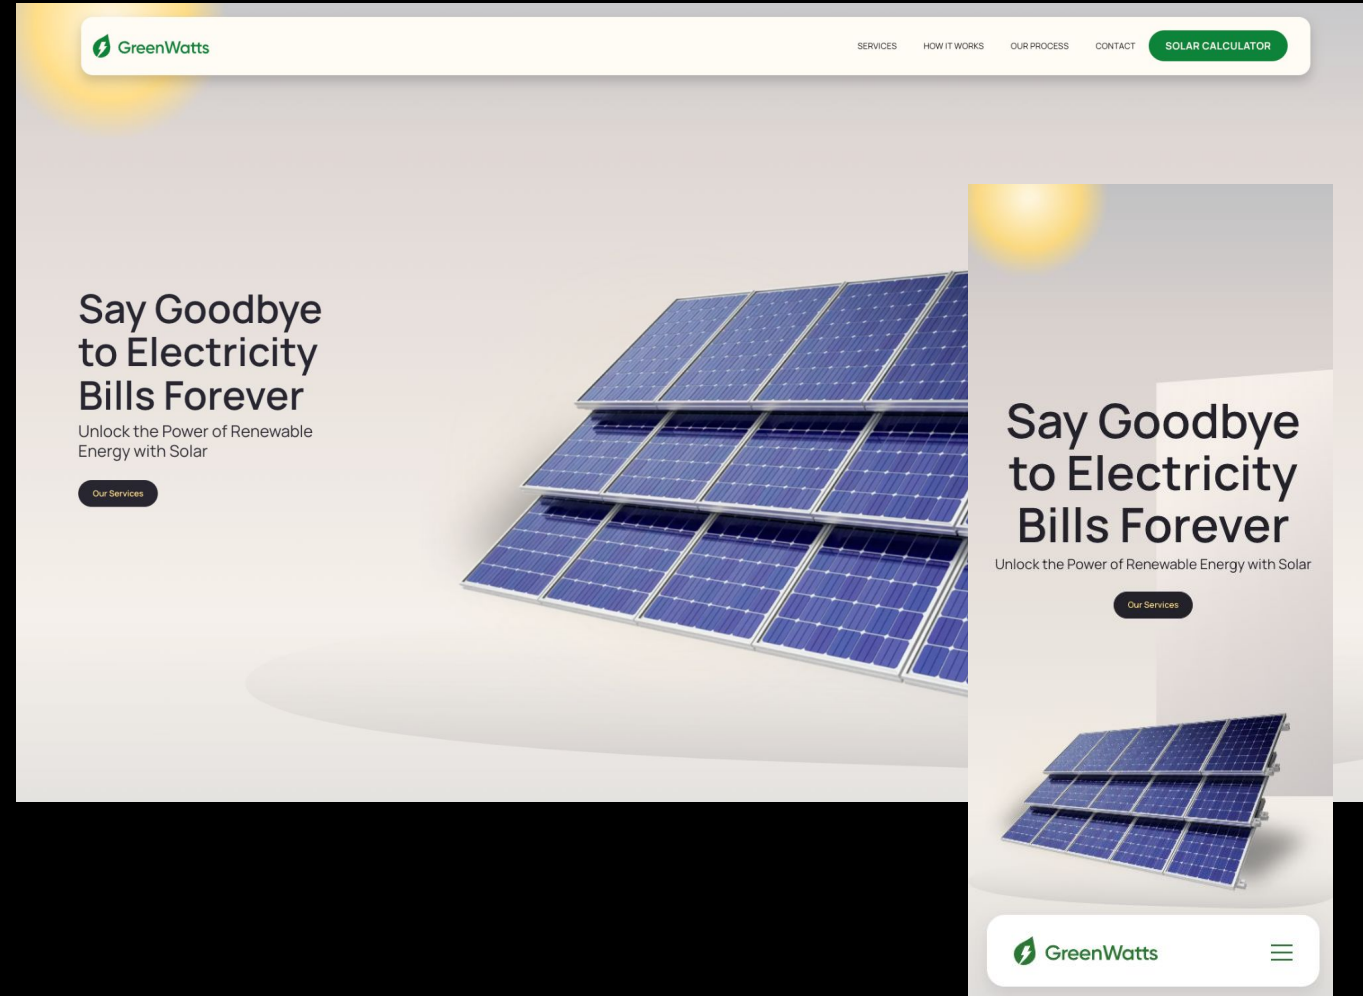 GreenWatts
SERVICES HOW IT WORKS OUR PROCESS CONTACT SOLAR CALCULATOR
Say Goodbye
to Electricity
Bills Forever
Unlock the Power of Renewable
Energy with Solar
Our Services
Say Goodbye
to Electricity
Bills Forever
Unlock the Power of Renewable Energy with Solar
Our Services
GreenWatts